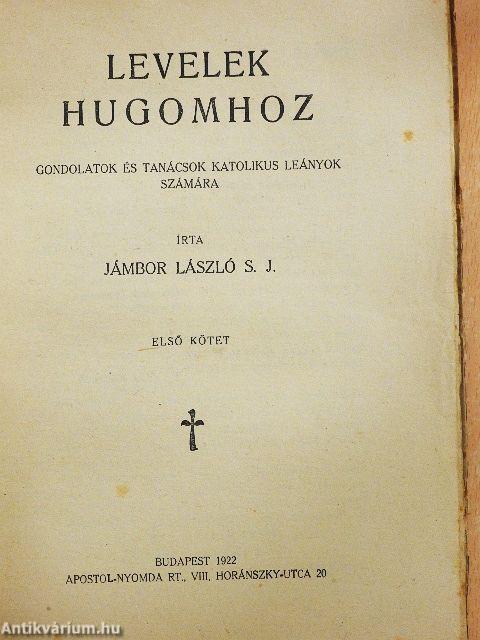 LEVELEK
HUGOMHOZ
GONDOLATOK ÉS TANÁCSOK KATOLIKUS LEÁNYOK
SZÁMÁRA
ÍRTA
JÁMBOR LÁSZLÓ S. J.
ELSŐ KÖTET
BUDAPEST 1922
APOSTOL-NYOMDA RT., VIII, HORÁNSZKY-UTCA 20
Antikvárium.hu